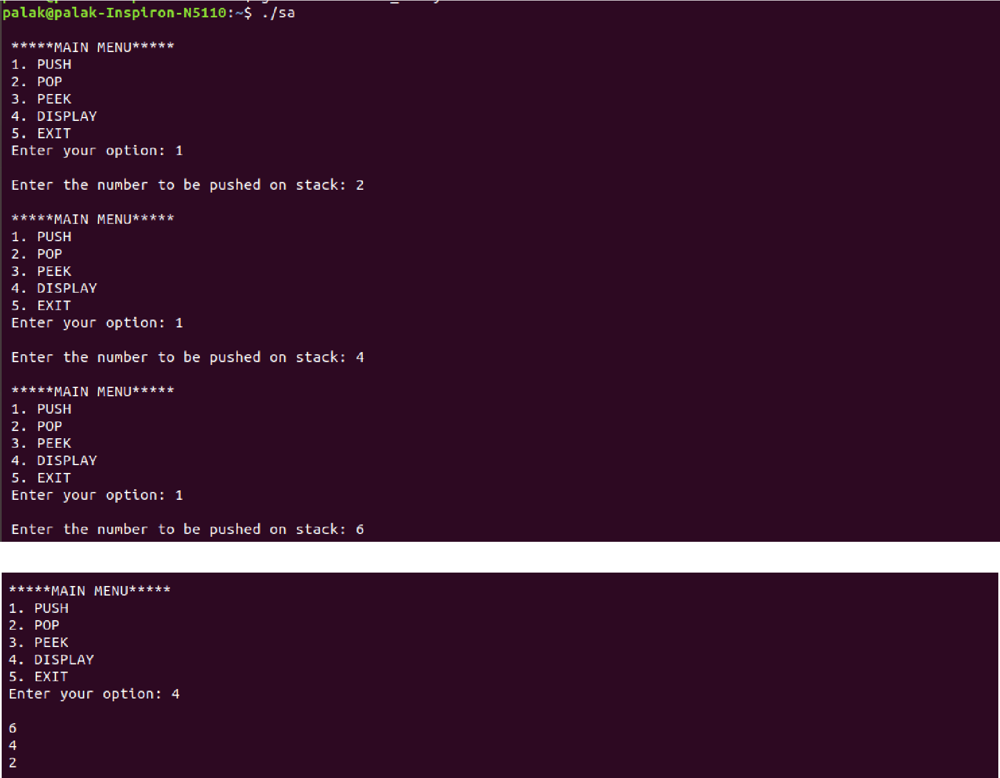 palak@palak-Inspiron-N5110:~$ ./sa
*****MAIN MENU*****
1. PUSH
2. POP
3. PEEK
4. DISPLAY
5. EXIT
Enter your option: 1
Enter the number to be pushed on stack: 2
*****MAIN MENU*****
1. PUSH
2. POP
3. PEEK
4. DISPLAY
5. EXIT
Enter your option: 1
Enter the number to be pushed on stack: 4
*****MAIN MENU*****
1. PUSH
2. POP
3. PEEK
4. DISPLAY
5. EXIT
Enter your option: 1
Enter the number to be pushed on stack: 6
*****MAIN MENU*****
1. PUSH
2. POP
3. PEEK
4. DISPLAY
5. EXIT
Enter your option: 4
6
4
2